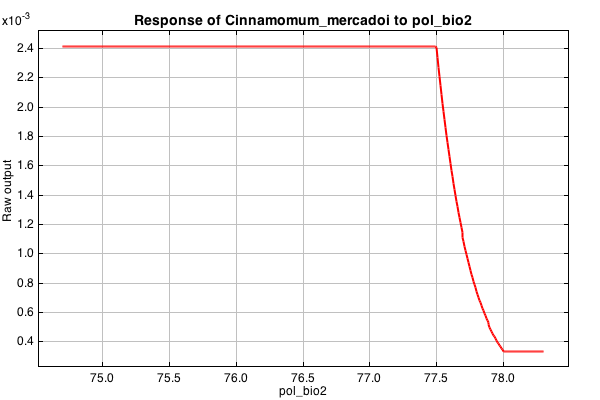 x10-3
Response of Cinnamomum_mercadoi to pol_bio2
Raw output
2.4
2.2
2.0
1.8
1.6
1.4
1.2
1.0
0.8
0.6
0.4
75.0 75.5 76.0 76.5 77.0 77.5 78.0
pol_bio2